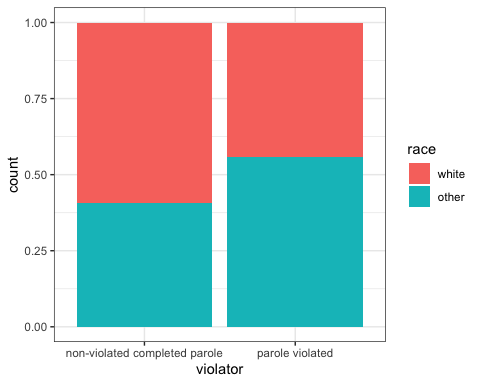 1.00
0.75
0.50
0.25
0.00
count
non-violated completed parole
parole violated
violator
race
white
other